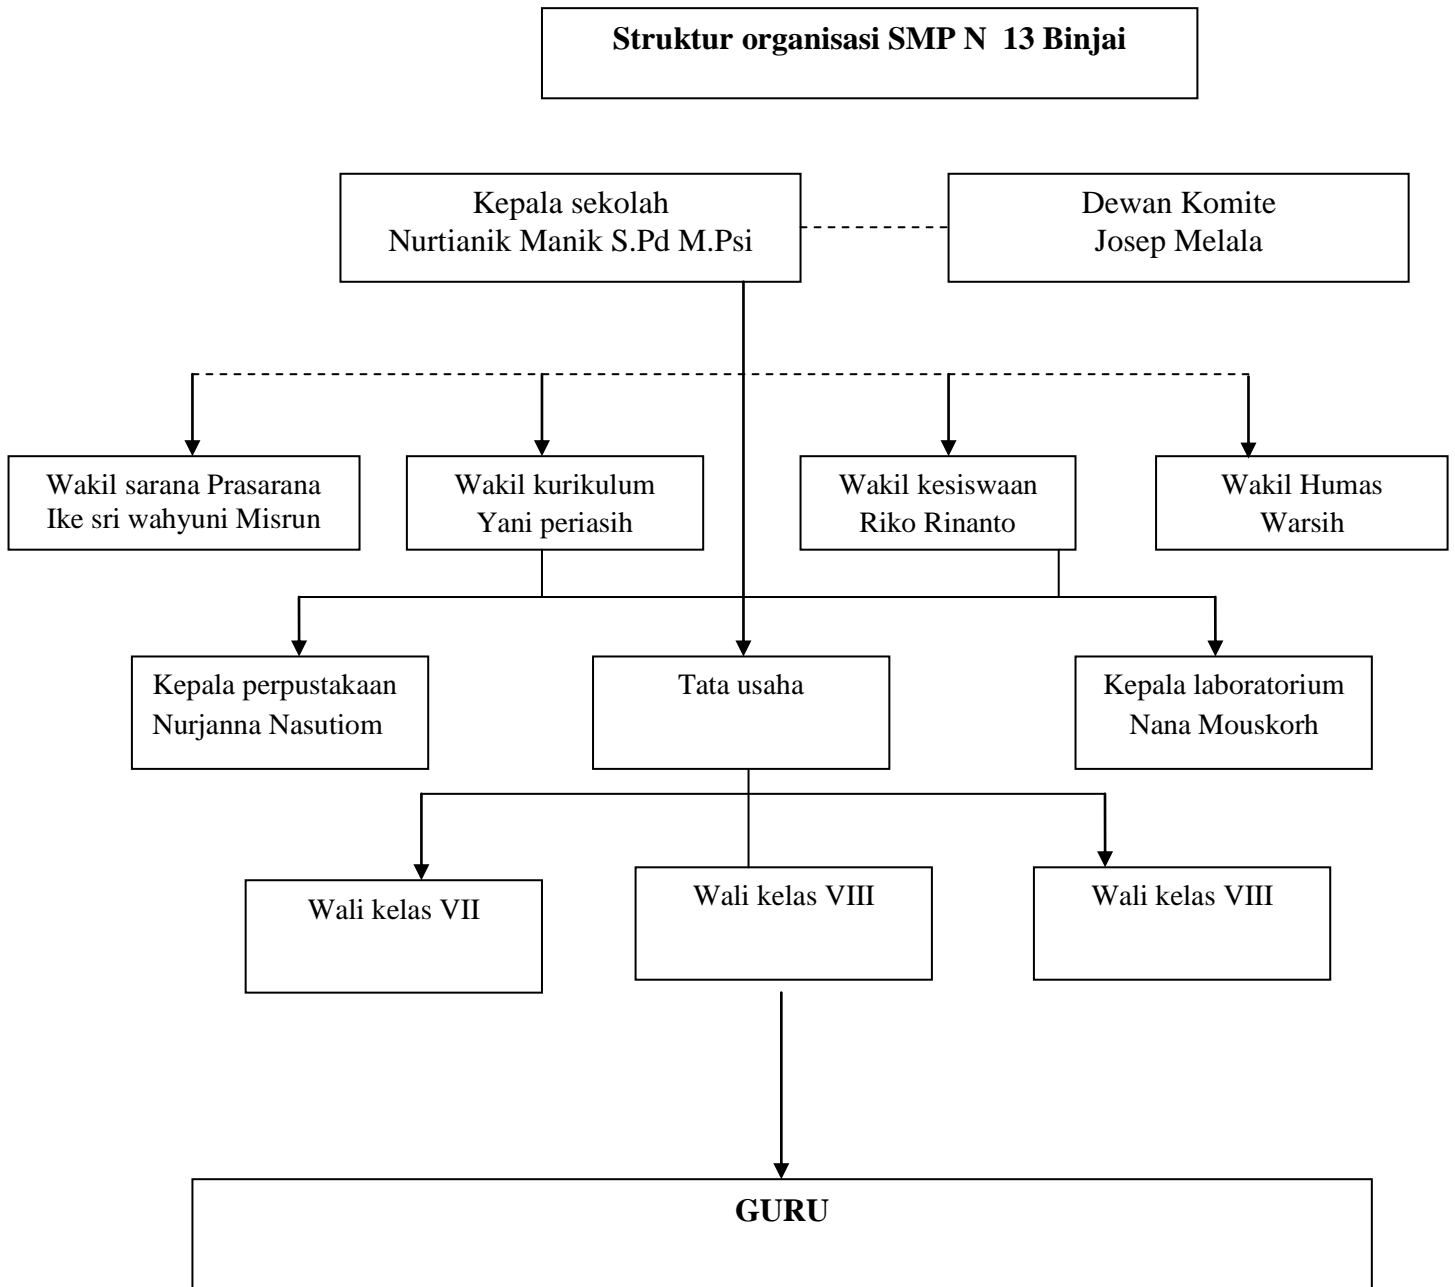 Struktur organisasi SMP N 13 Binjai
Kepala sekolah
Nurtianik Manik S.Pd M.Psi
Dewan Komite
Josep Melala
Wakil sarana Prasarana
Ike sri wahyuni Misrun
Wakil kurikulum
Yani periasih
Wakil kesiswaan
Riko Rinanto
Wakil Humas
Warsih
Kepala perpustakaan
Nurjanna Nasutiom
Tata usaha
Kepala laboratorium
Nana Mouskorh
Wali kelas VII
Wali kelas VIII
Wali kelas VIII
GURU